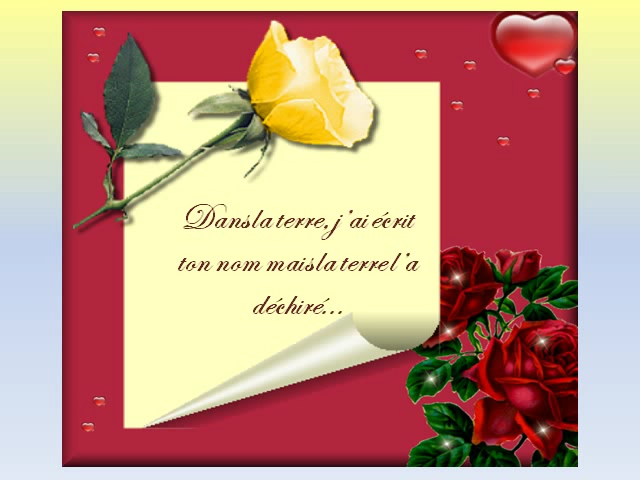 Dans la terre, j'ai écrit
ton nom mais la terre l'a
déchiré...